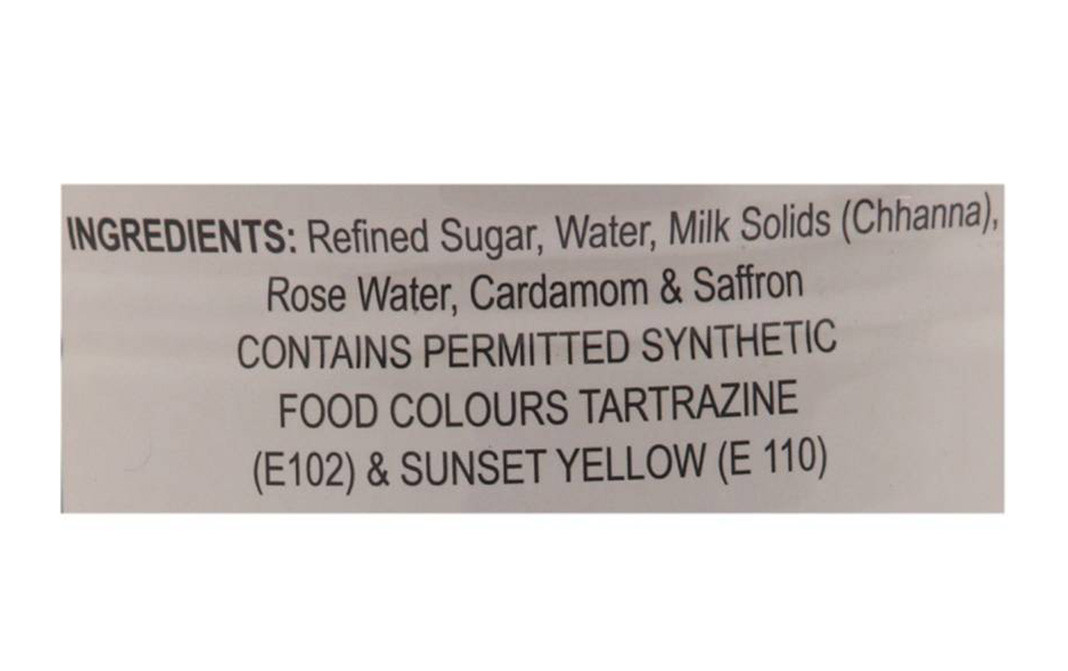 INGREDIENTS: Refined Sugar, Water, Milk Solids (Chhanna),
Rose Water, Cardamom & Saffron
CONTAINS PERMITTED SYNTHETIC
FOOD COLOURS TARTRAZINE
(E102) & SUNSET YELLOW (E 110)